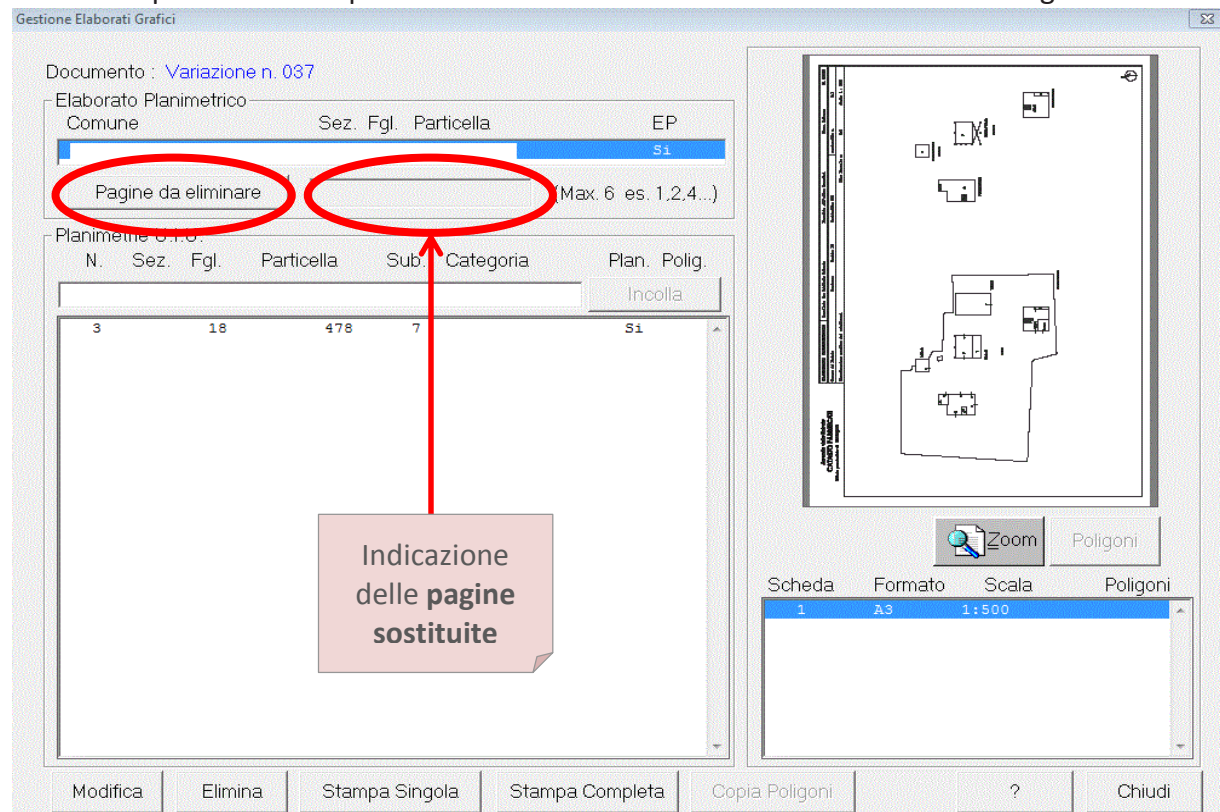 Gestione Elaborati Grafici
Documento : Variazione n. 037
Elaborato Planimetrico
Comune Sez. Fgl. Particella EP
Si
Pagine da eliminare (Max. 6 es. 1,2,4...)
Planimetrie U.I.U.
N. Sez. Fgl. Particella Sub. Categoria Plan. Polig.
Incolla
3 18 478 7 Si
Indicazione
delle pagine
sostituite
Zoom Poligoni
Scheda Formato Scala Poligoni
1 A3 1:500
Modifica Elimina Stampa Singola Stampa Completa Copia Poligoni ? Chiudi